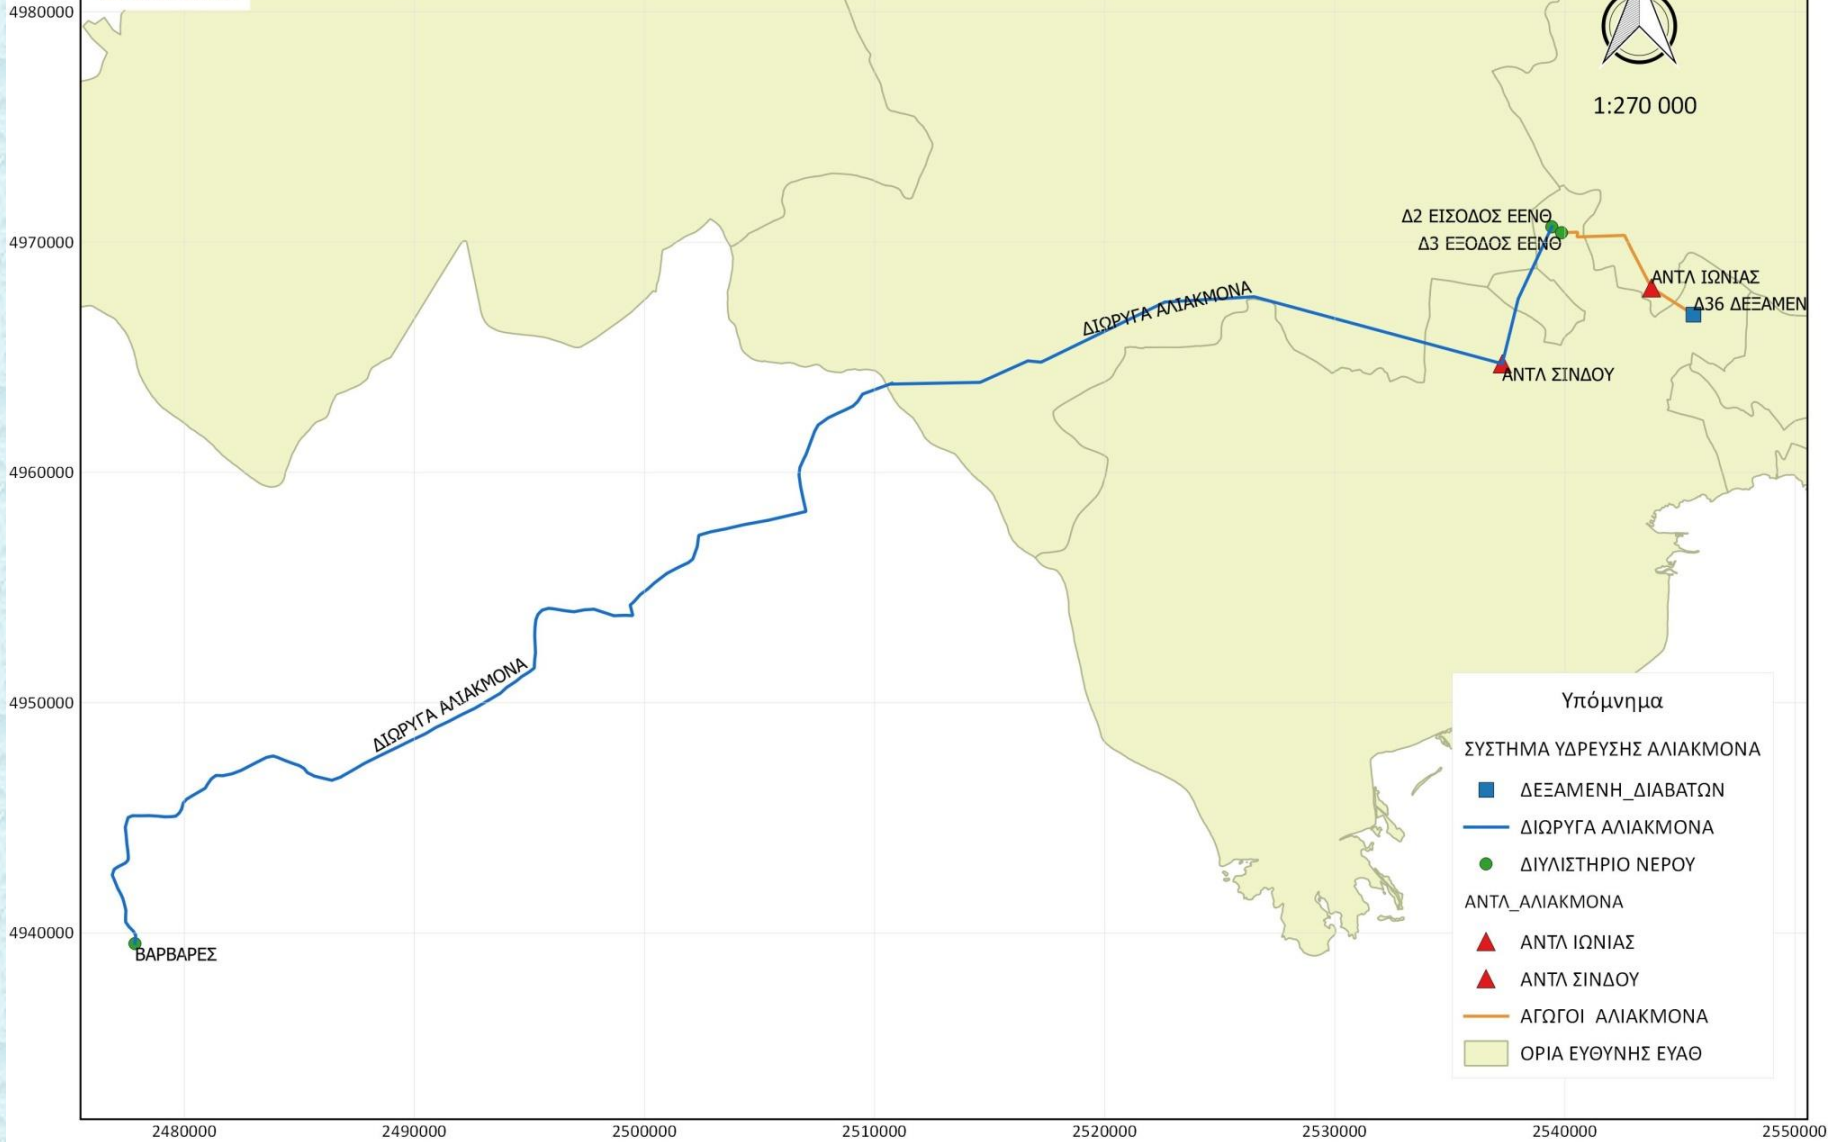 4980000
1:270 000
Δ2 ΕΙΣΟΔΟΣ ΕΕΝΘ
4970000
Δ3 ΕΞΟΔΟΣ ΕΕΝΘ
ΑΝΤΛ ΙΩΝΙΑΣ
Δ36 ΔΕΞΑΜΕΝ
ΔΙΩΡΥΓΑ ΑΛΙΑΚΜΟΝΑ
ΑΝΤΛ ΣΙΝΔΟΥ
4960000
ΔΙΩΡΥΓΑ ΑΛΙΑΚΜΟΝΑ
4950000
4940000
ΒΑΡΒΑΡΕΣ
Υπόμνημα
ΣΥΣΤΗΜΑ ΥΔΡΕΥΣΗΣ ΑΛΙΑΚΜΟΝΑ
ΔΕΞΑΜΕΝΗ_ΔΙΑΒΑΤΩΝ
ΔΙΩΡΥΓΑ ΑΛΙΑΚΜΟΝΑ
ΔΙΥΛΙΣΤΗΡΙΟ ΝΕΡΟΥ
ΑΝΤΛ_ΑΛΙΑΚΜΟΝΑ
ΑΝΤΛ ΙΩΝΙΑΣ
ΑΝΤΛ ΣΙΝΔΟΥ
ΑΓΩΓΟΙ ΑΛΙΑΚΜΟΝΑ
ΟΡΙΑ ΕΥΘΥΝΗΣ ΕΥΑΘ
2480000 2490000 2500000 2510000 2520000 2530000 2540000 2550000